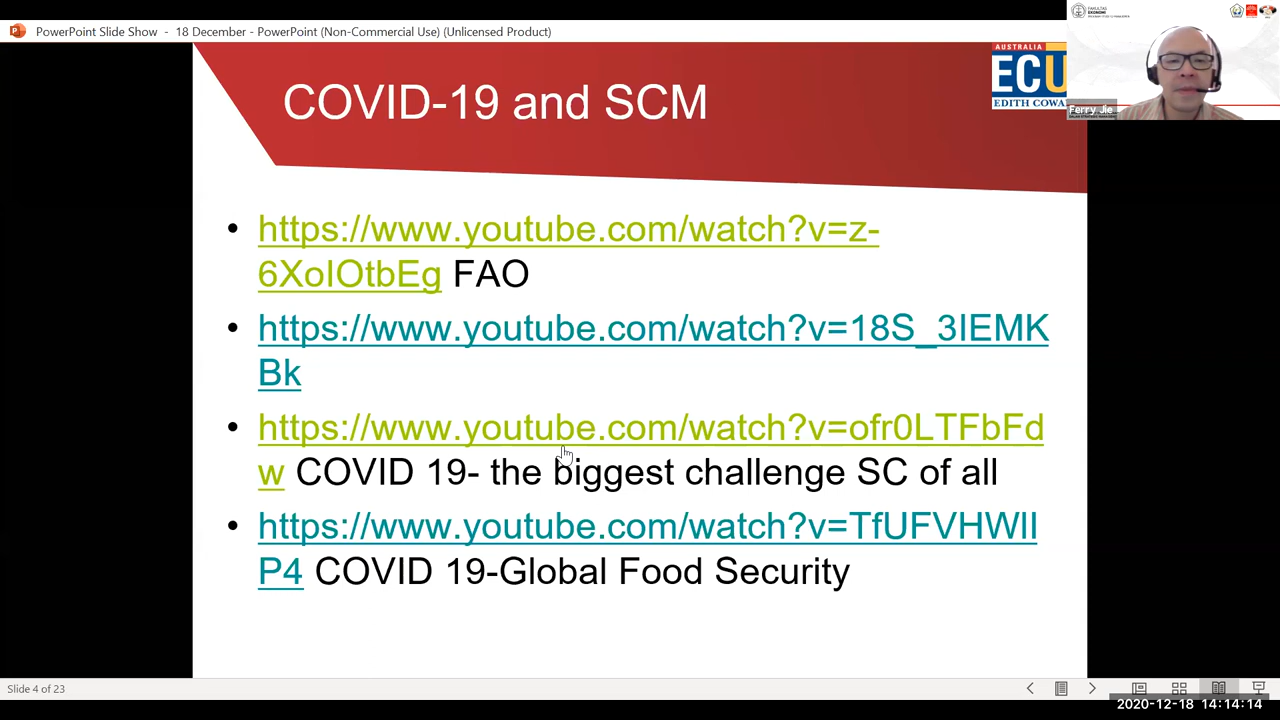 PowerPoint Slide Show - 18 December - PowerPoint (Non-Commercial Use) (Unlicensed Product)
FAKULTAS
EKONOMI
COVID-19 and SCM
AUSTRALIA
ECU
EDITH COWA
Ferry Jie
https://www.youtube.com/watch?v=z-
6XoIOtbEg FAO
https://www.youtube.com/watch?v=18S_3IEMK
Bk
https://www.youtube.com/watch?v=ofr0LTFbFd
w COVID 19- the biggest challenge SC of all
https://www.youtube.com/watch?v=TfUFVHWII
P4 COVID 19-Global Food Security
Slide 4 of 23
2020-12-18 14:14:14